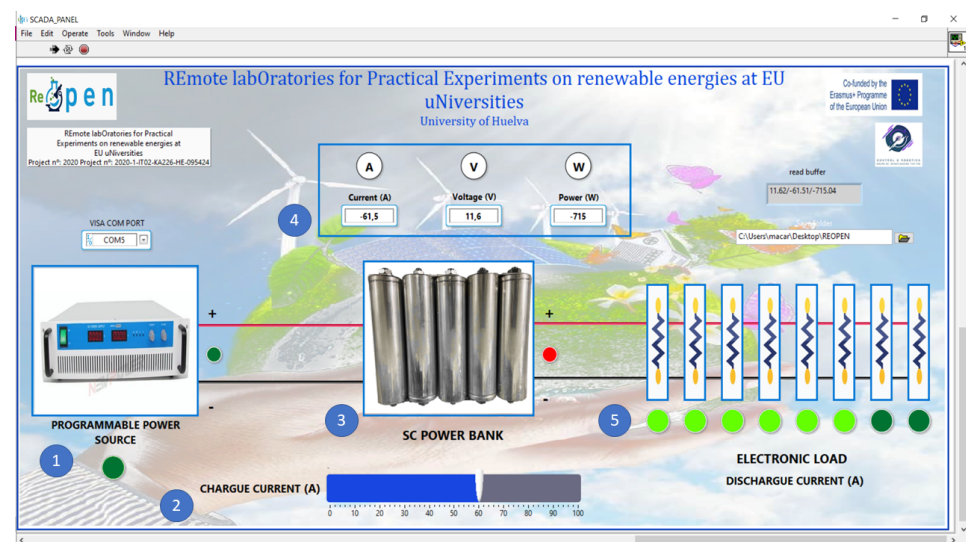 SCADA_PANEL
File Edit Operate Tools Window Help
REmote labOratories for Practical Experiments on renewable energies at EU
uNiversities
University of Huelva
Re Open
Co-funded by the
Erasmus+ Programme
of the European Union
REmote labOratories for Practical
Experiments on renewable energies at
EU uNiversities
Project nº: 2020 Project nº: 2020-1-IT02-KA226-HE-095424
A V W
Current (A) Voltage (V) Power (W)
-61,5 11,6 -715
4
read buffer
11.62/-61.51/-715.04
C:\Users\macar\Desktop\REOPEN
VISA COM PORT
COM5
+ +
- -
PROGRAMMABLE POWER
SOURCE
1
3
SC POWER BANK
5
ELECTRONIC LOAD
DISCHARGUE CURRENT (A)
2
CHARGUE CURRENT (A)
0 10 20 30 40 50 60 70 80 90 100